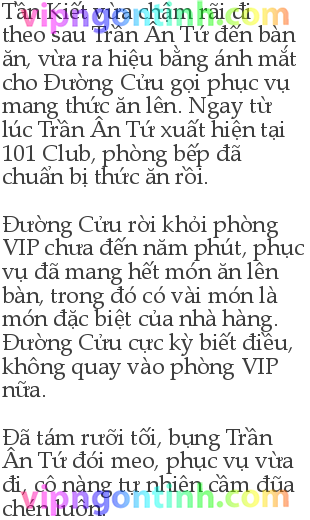 Tần Kiết vừa chậm rãi đi
theo sau Trần Ân Tứ đến bàn
ăn, vừa ra hiệu bằng ánh mắt
cho Đường Cửu gọi phục vụ
mang thức ăn lên. Ngay từ
lúc Trần Ân Tứ xuất hiện tại
101 Club, phòng bếp đã
chuẩn bị thức ăn rồi.
Đường Cửu rời khỏi phòng
VIP chưa đến năm phút, phục
vụ đã mang hết món ăn lên
bàn, trong đó có vài món là
món đặc biệt của nhà hàng.
Đường Cửu cực kỳ biết điều,
không quay vào phòng VIP
nữa.
Đã tám rưỡi tối, bụng Trần
Ân Tứ đói meo, phục vụ vừa
đi, cô nàng tự nhiên cầm đũa
chén luôn.
vipngontinh.com
vipngontinh.com
vipngontinh.com